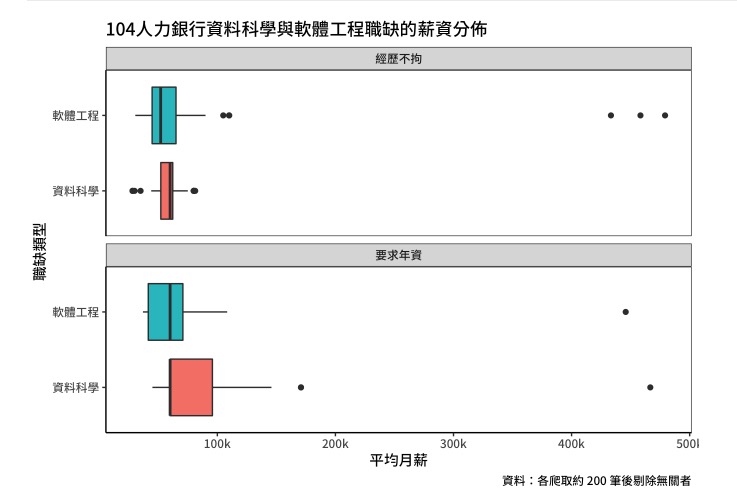 104人力銀行資料科學與軟體工程職缺的薪資分佈
經歷不拘
軟體工程
資料科學
職缺類型
要求年資
軟體工程
資料科學
100k
200k
300k
400k
500l
平均月薪
資料：各爬取約 200 筆後剔除無關者